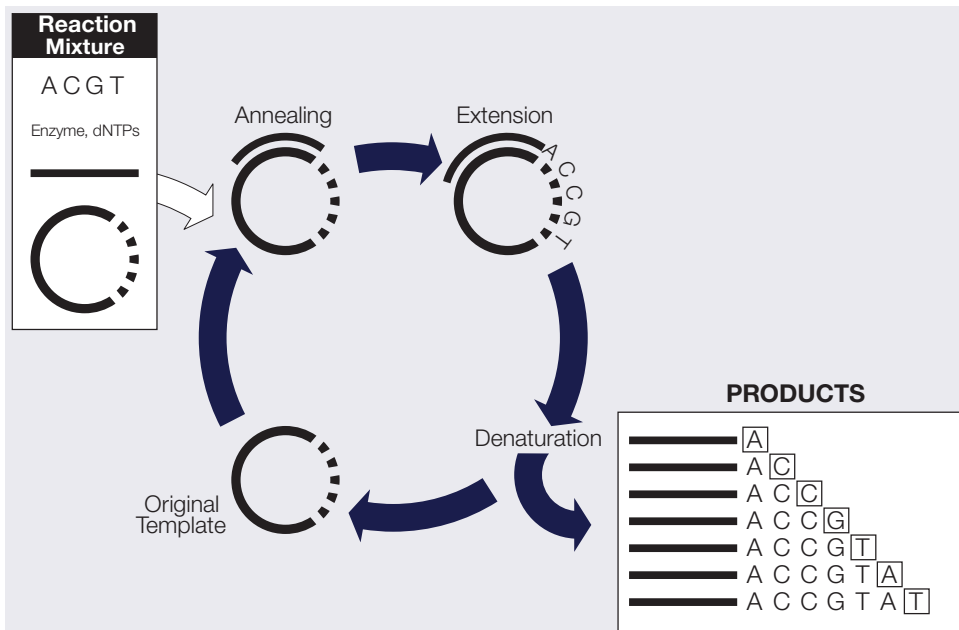 Reaction
Mixture
A C G T
Enzyme, dNTPs
Annealing
Extension
A C C G T
Denaturation
Original
Template
PRODUCTS
A
A C
A C C
A C C G
A C C G T
A C C G T A
A C C G T A T